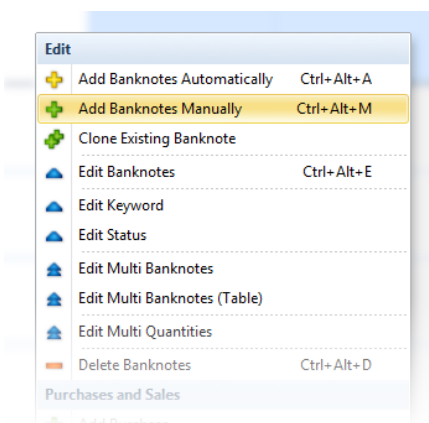 Edit
Add Banknotes Automatically Ctrl+Alt+A
Add Banknotes Manually Ctrl+Alt+M
Clone Existing Banknote
Edit Banknotes Ctrl+Alt+E
Edit Keyword
Edit Status
Edit Multi Banknotes
Edit Multi Banknotes (Table)
Edit Multi Quantities
Delete Banknotes Ctrl+Alt+D
Purchases and Sales